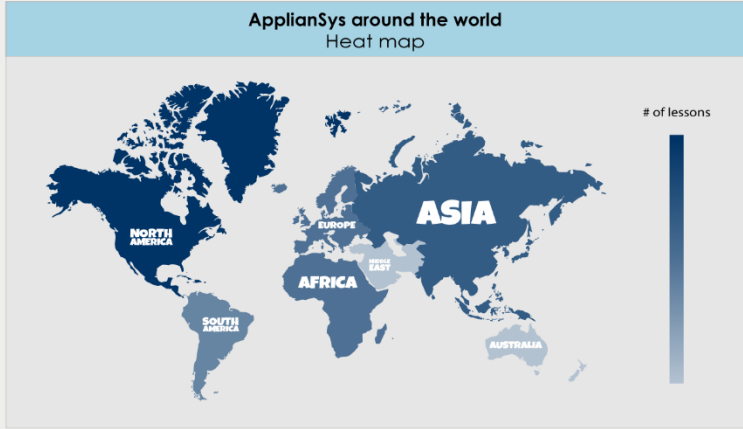 ApplianSys around the world
Heat map
# of lessons
NORTH
AMERICA
EUROPE
ASIA
MIDDLE
EAST
AFRICA
SOUTH
AMERICA
AUSTRALIA